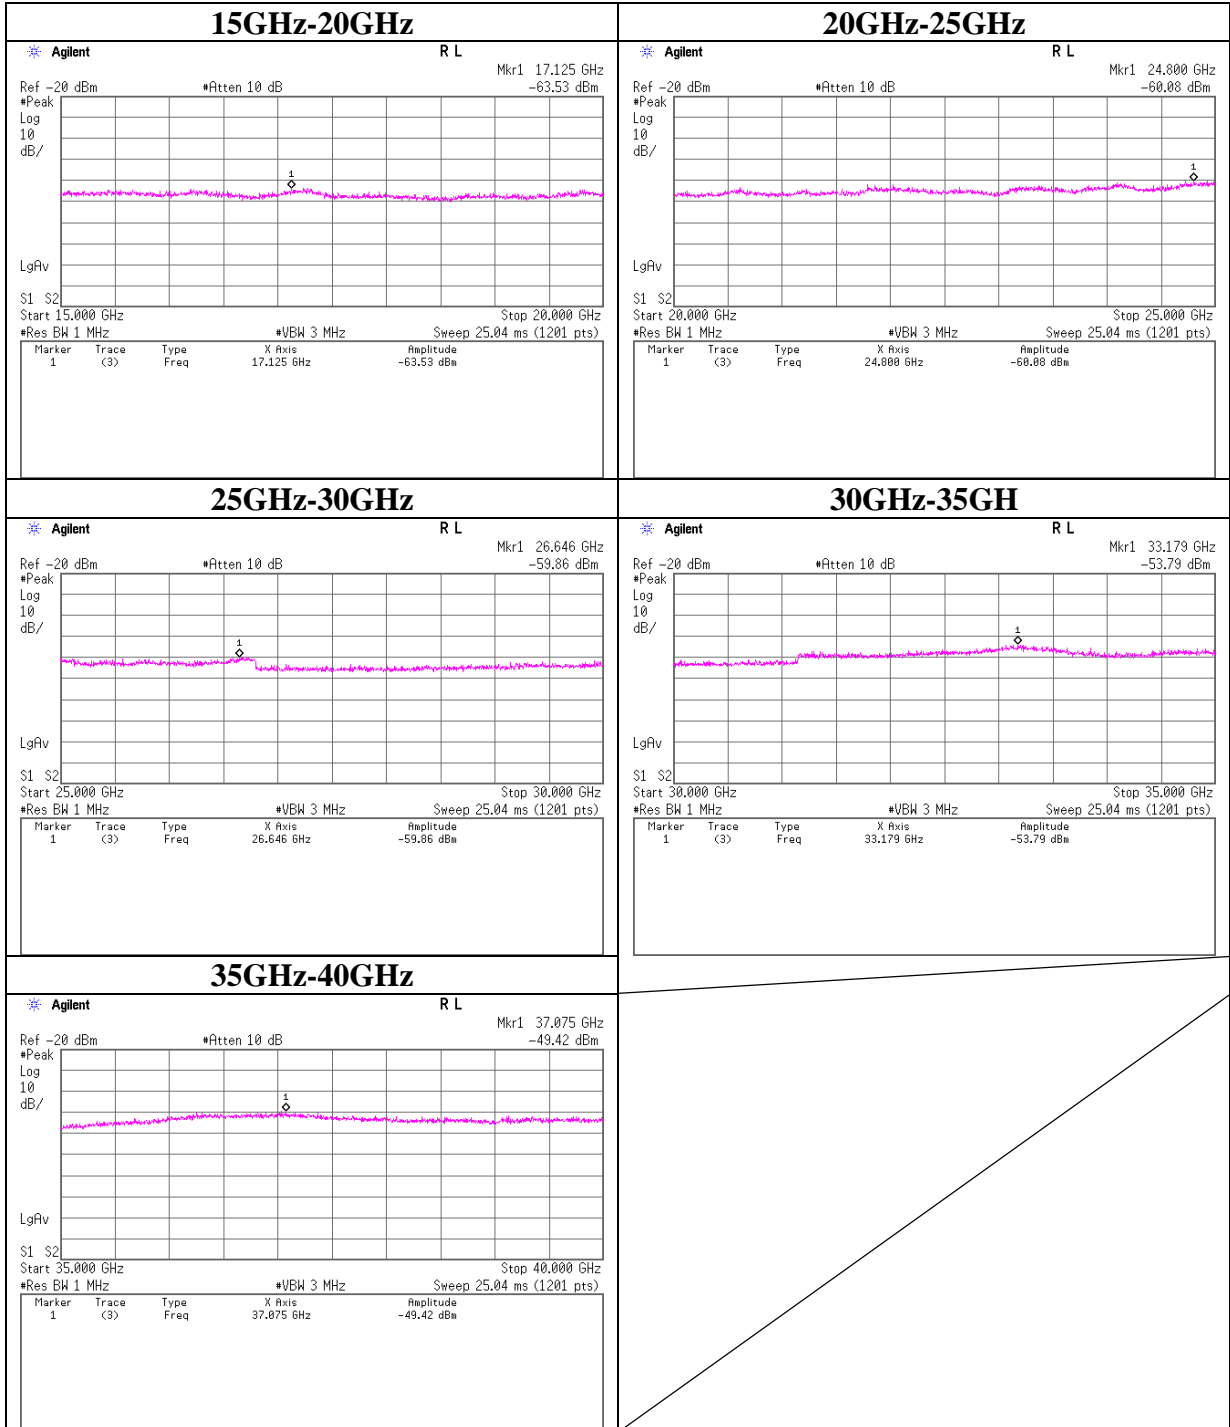 15GHz-20GHz
Agilent R L
Mkr1 17.125 GHz
Ref -20 dBm #Atten 10 dB -63.53 dBm
#Peak
Log
10
dB/
1
LgAv
S1 S2
Start 15.000 GHz Stop 20.000 GHz
#Res BW 1 MHz #VBW 3 MHz Sweep 25.04 ms (1201 pts)
Marker Trace Type X Axis Amplitude
1 (3) Freq 17.125 GHz -63.53 dBm
20GHz-25GHz
Agilent R L
Mkr1 24.800 GHz
Ref -20 dBm #Atten 10 dB -60.08 dBm
#Peak
Log
10
dB/
1
LgAv
S1 S2
Start 20.000 GHz Stop 25.000 GHz
#Res BW 1 MHz #VBW 3 MHz Sweep 25.04 ms (1201 pts)
Marker Trace Type X Axis Amplitude
1 (3) Freq 24.800 GHz -60.08 dBm
25GHz-30GHz
Agilent R L
Mkr1 26.646 GHz
Ref -20 dBm #Atten 10 dB -59.86 dBm
#Peak
Log
10
dB/
1
LgAv
S1 S2
Start 25.000 GHz Stop 30.000 GHz
#Res BW 1 MHz #VBW 3 MHz Sweep 25.04 ms (1201 pts)
Marker Trace Type X Axis Amplitude
1 (3) Freq 26.646 GHz -59.86 dBm
30GHz-35GH
Agilent R L
Mkr1 33.179 GHz
Ref -20 dBm #Atten 10 dB -53.79 dBm
#Peak
Log
10
dB/
1
LgAv
S1 S2
Start 30.000 GHz Stop 35.000 GHz
#Res BW 1 MHz #VBW 3 MHz Sweep 25.04 ms (1201 pts)
Marker Trace Type X Axis Amplitude
1 (3) Freq 33.179 GHz -53.79 dBm
35GHz-40GHz
Agilent R L
Mkr1 37.075 GHz
Ref -20 dBm #Atten 10 dB -49.42 dBm
#Peak
Log
10
dB/
1
LgAv
S1 S2
Start 35.000 GHz Stop 40.000 GHz
#Res BW 1 MHz #VBW 3 MHz Sweep 25.04 ms (1201 pts)
Marker Trace Type X Axis Amplitude
1 (3) Freq 37.075 GHz -49.42 dBm